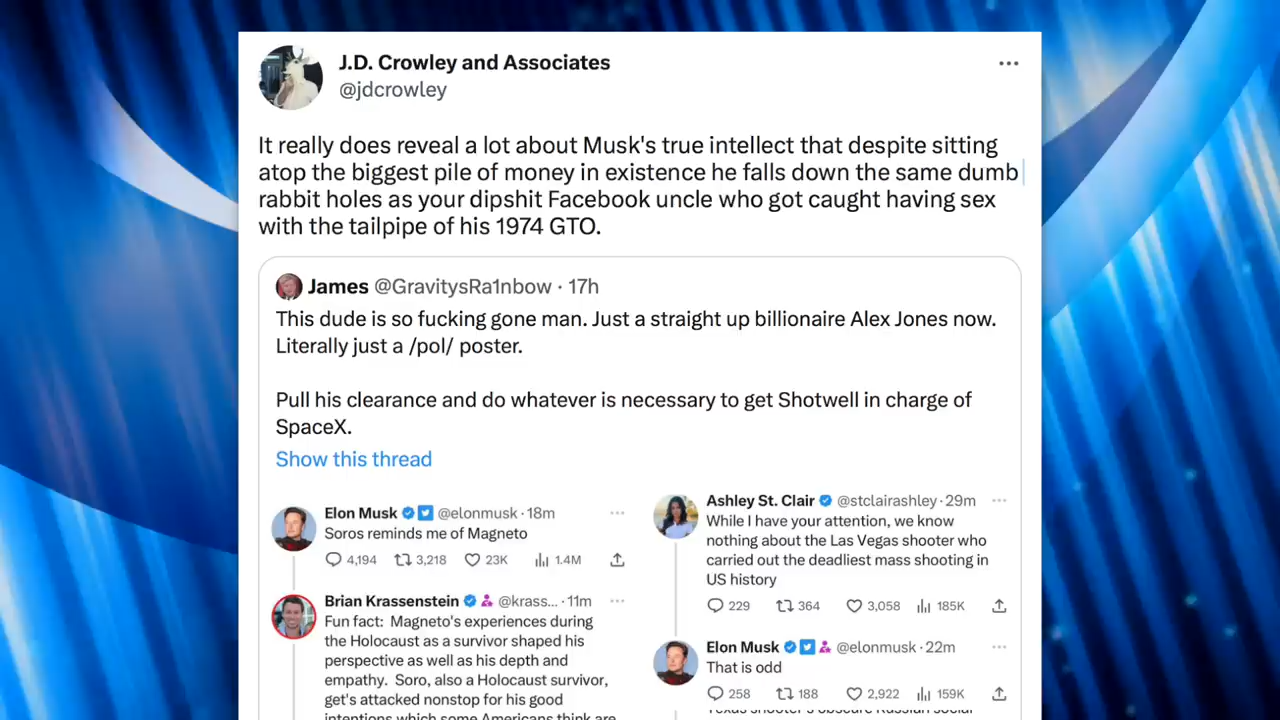 J.D. Crowley and Associates
@jdcrowley
It really does reveal a lot about Musk's true intellect that despite sitting
atop the biggest pile of money in existence he falls down the same dumb
rabbit holes as your dipshit Facebook uncle who got caught having sex
with the tailpipe of his 1974 GTO.
James @GravitysRa1nbow · 17h
This dude is so fucking gone man. Just a straight up billionaire Alex Jones now.
Literally just a /pol/ poster.
Pull his clearance and do whatever is necessary to get Shotwell in charge of
SpaceX.
Show this thread
Elon Musk @elonmusk · 18m
Soros reminds me of Magneto
4,194 3,218 23K 1.4M
Brian Krassenstein @krass... · 11m
Fun fact: Magneto's experiences during
the Holocaust as a survivor shaped his
perspective as well as his depth and
empathy. Soro, also a Holocaust survivor,
get's attacked nonstop for his good
intentions which some Americans think are
Ashley St. Clair @stclairashley · 29m
While I have your attention, we know
nothing about the Las Vegas shooter who
carried out the deadliest mass shooting in
US history
229 364 3,058 185K
Elon Musk @elonmusk · 22m
That is odd
258 188 2,922 159K
Texas shooter's obscure Russian social